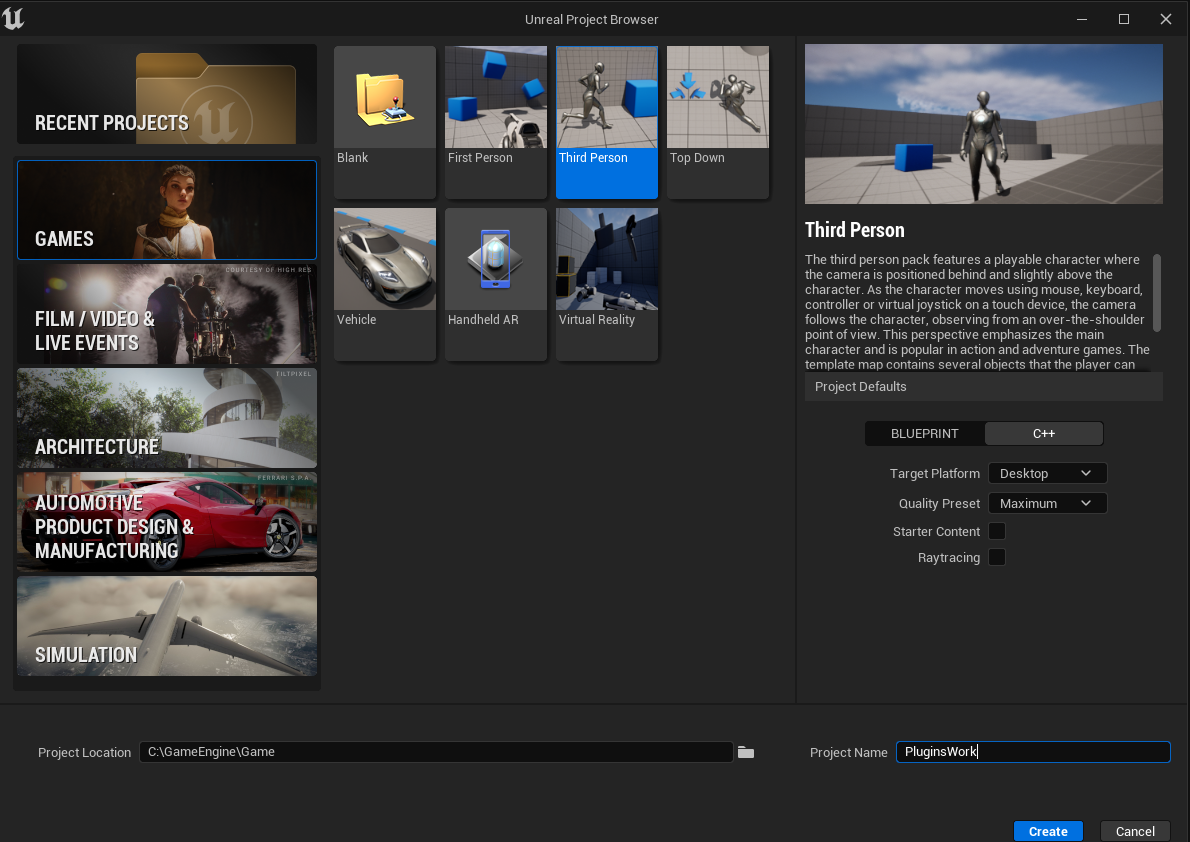 Unreal Project Browser
RECENT PROJECTS
GAMES
COURTESY OF HIGH RES
FILM / VIDEO &
LIVE EVENTS
TILTPIXEL
ARCHITECTURE
FERRARI S.P.A
AUTOMOTIVE
PRODUCT DESIGN &
MANUFACTURING
SIMULATION
Blank
First Person
Third Person
Top Down
Vehicle
Handheld AR
Virtual Reality
Third Person
The third person pack features a playable character where
the camera is positioned behind and slightly above the
character. As the character moves using mouse, keyboard,
controller or virtual joystick on a touch device, the camera
follows the character, observing from an over-the-shoulder
point of view. This perspective emphasizes the main
character and is popular in action and adventure games. The
template map contains several objects that the player can
Project Defaults
BLUEPRINT
C++
Target Platform
Desktop
Quality Preset
Maximum
Starter Content
Raytracing
Project Location
C:\GameEngine\Game
Project Name
PluginsWork
Create
Cancel